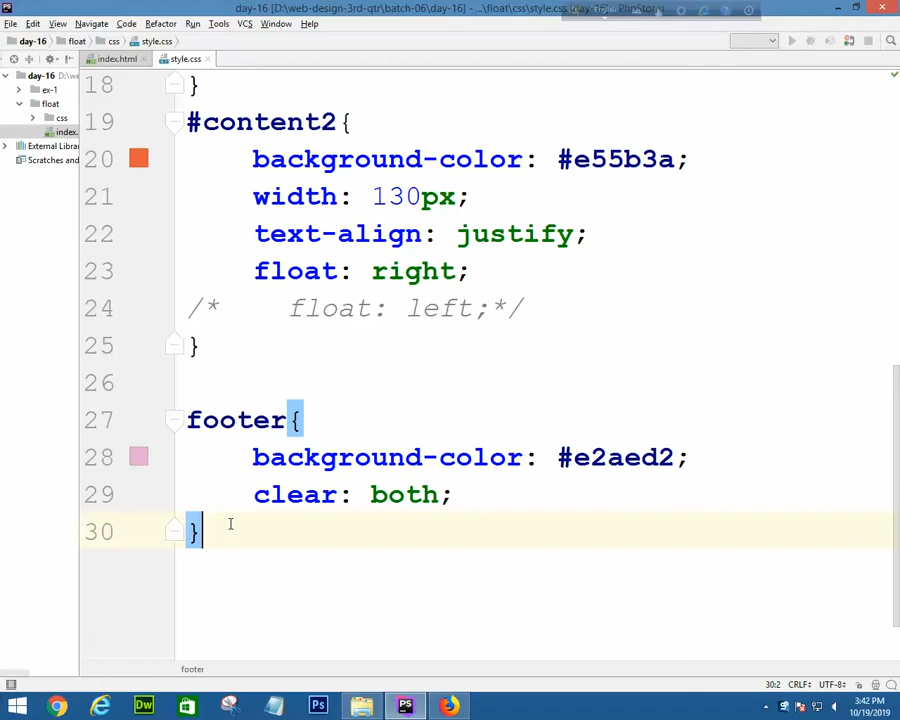 day-16 [D:\web-design-3rd-qtr\batch-06\day-16] - ...\float\css\style.css [day-16] - PhpStorm
File Edit View Navigate Code Refactor Run Tools VCS Window Help
day-16 float css style.css
index.html style.css
day-16 D:\w
ex-1
float
css
index.
External Libra
Scratches and
18 }
19 #content2{
20 background-color: #e55b3a;
21 width: 130px;
22 text-align: justify;
23 float: right;
24 /* float: left;*/
25 }
26
27 footer{
28 background-color: #e2aed2;
29 clear: both;
30 }
footer
30:2 CRLF UTF-8
Dw Ps PS
3:42 PM
10/19/2019